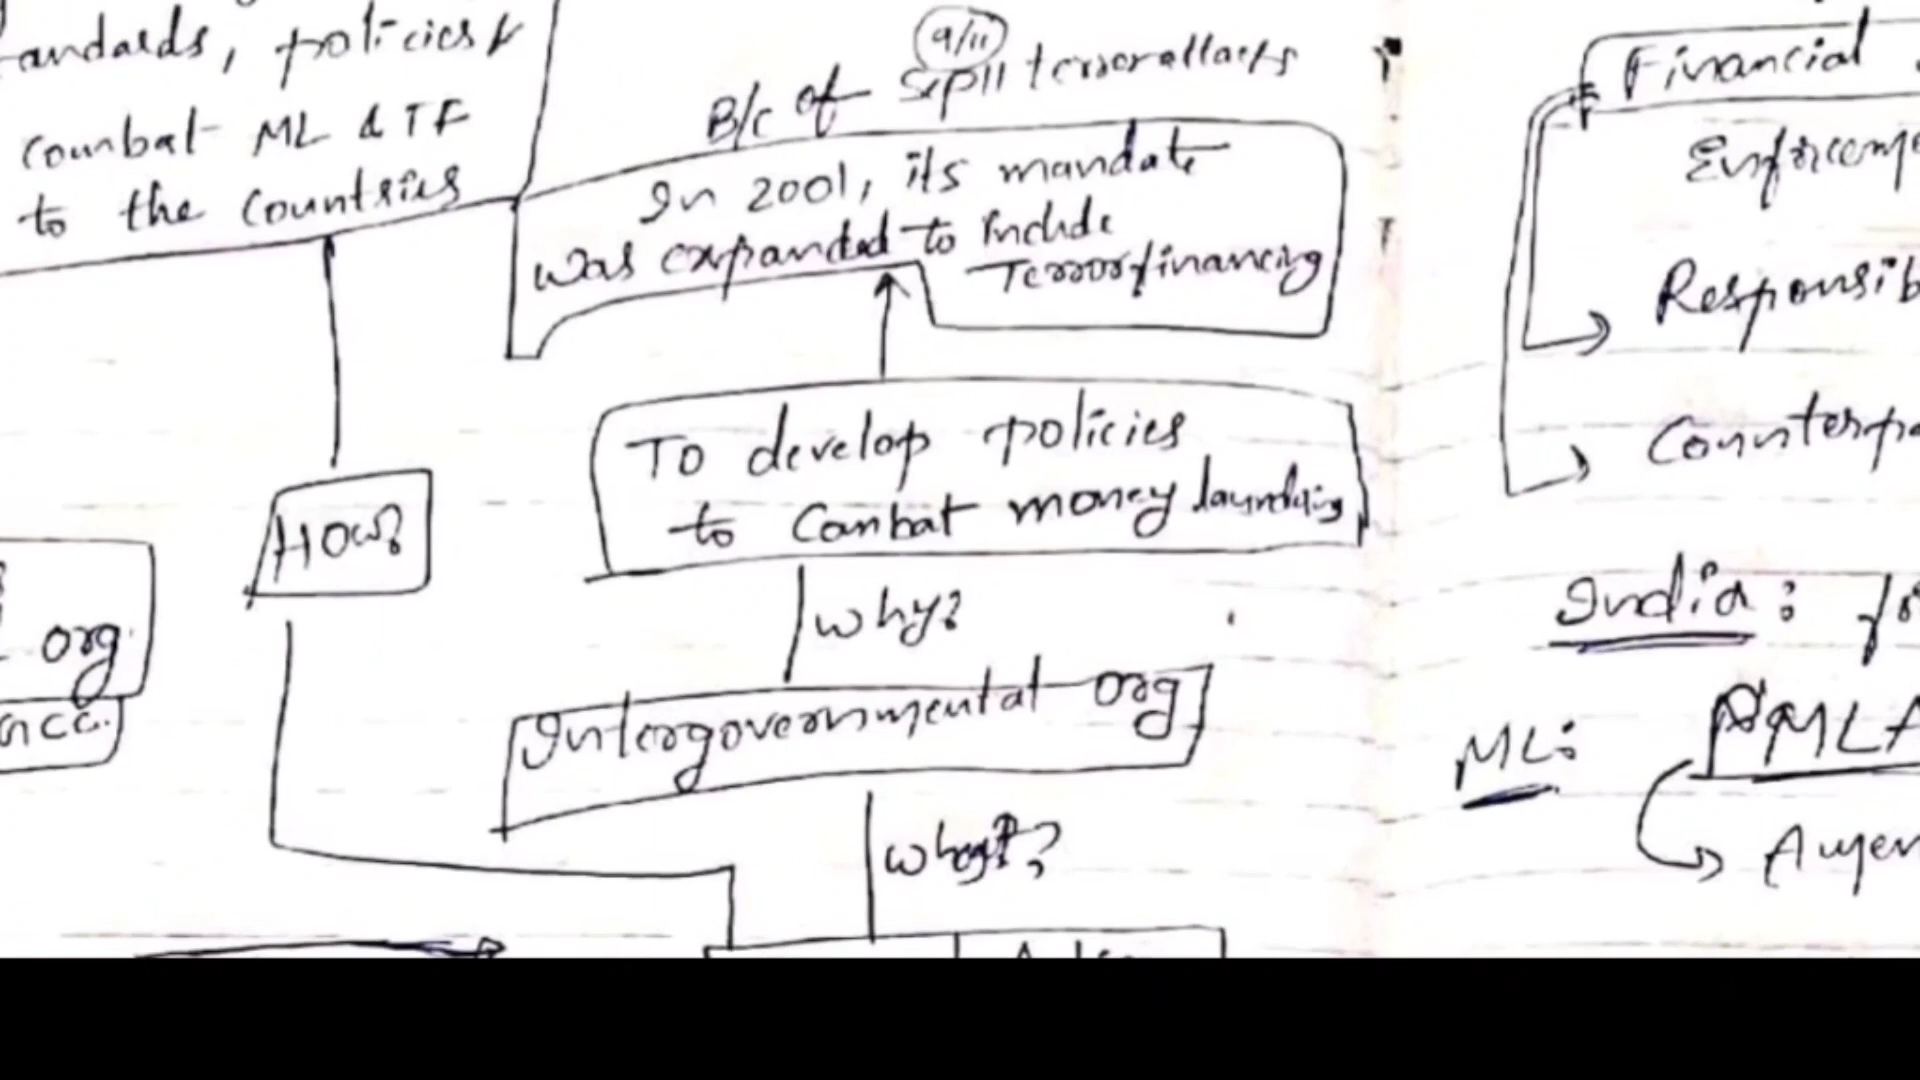 andards, policies &
combat ML & TF
to the countries
How?
org.
9/11
B/c of Sep 11 terror attacks
In 2001, its mandate
was expanded to include
Terror financing
To develop policies
to Combat money laundering
why?
Intergovernmental org
what?
Financial
Enforceme
Responsib
Counterpa
India:
ML: PMLA